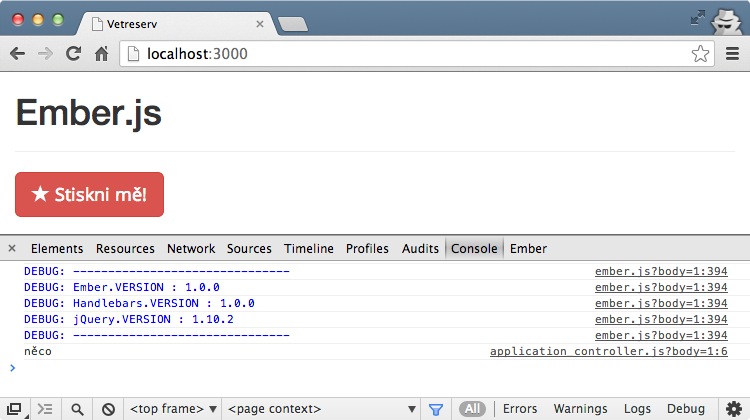 Vetreserv
localhost:3000
Ember.js
★ Stiskni mě!
Elements Resources Network Sources Timeline Profiles Audits Console Ember
DEBUG: ------------------------------- ember.js?body=1:394
DEBUG: Ember.VERSION : 1.0.0 ember.js?body=1:394
DEBUG: Handlebars.VERSION : 1.0.0 ember.js?body=1:394
DEBUG: jQuery.VERSION : 1.10.2 ember.js?body=1:394
DEBUG: ------------------------------- ember.js?body=1:394
něco application_controller.js?body=1:6
<top frame> <page context> All Errors Warnings Logs Debug